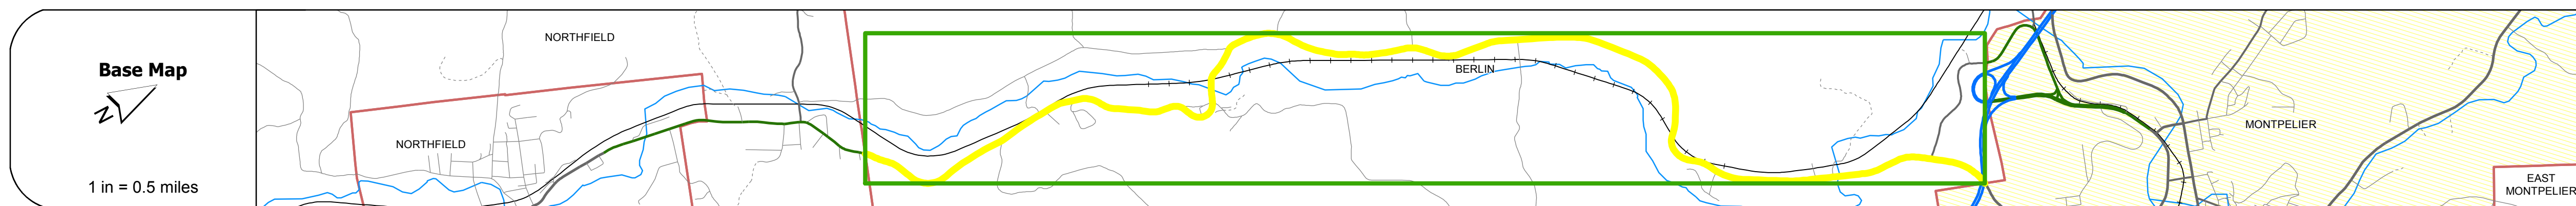 Base Map
N
1 in = 0.5 miles
NORTHFIELD
NORTHFIELD
BERLIN
MONTPELIER
EAST
MONTPELIER